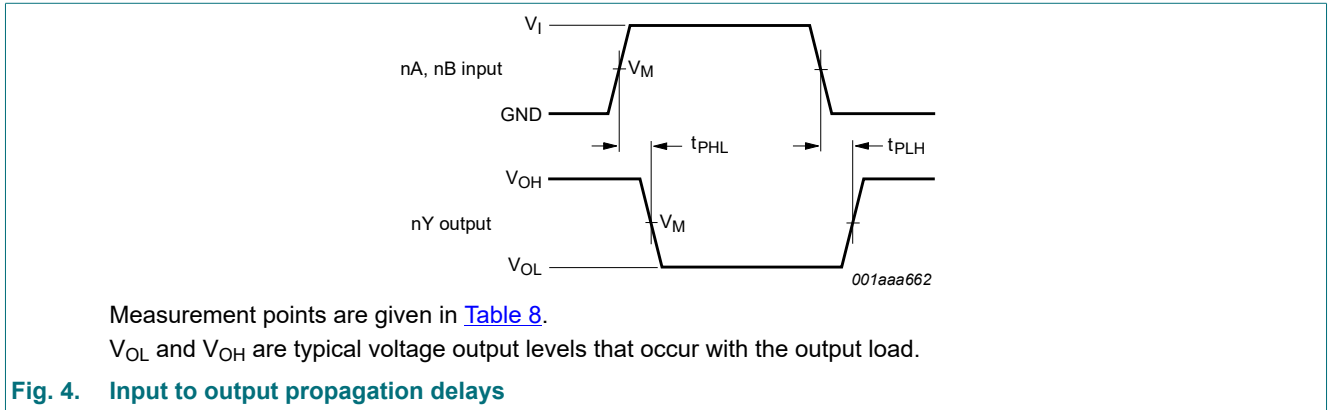 V_I
nA, nB input
V_M
GND
t_PHL
t_PLH
V_OH
nY output
V_M
V_OL
001aaa662
Measurement points are given in Table 8.
V_OL and V_OH are typical voltage output levels that occur with the output load.
Fig. 4. Input to output propagation delays